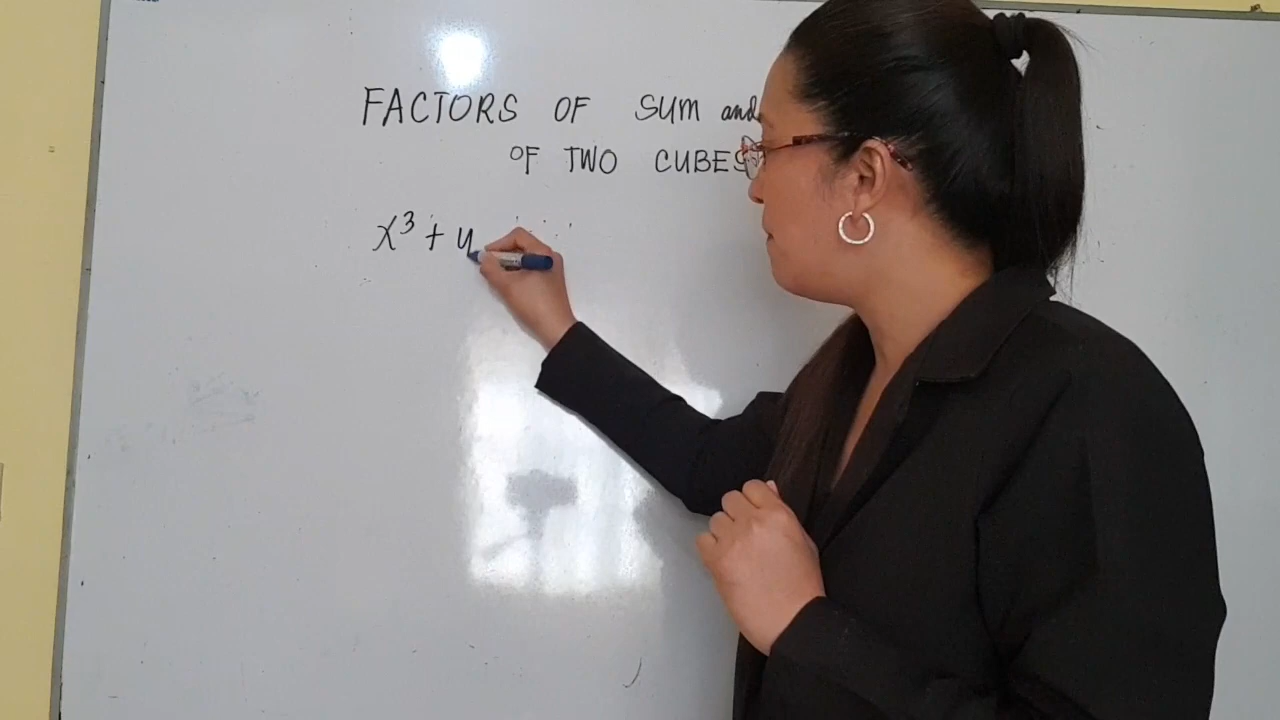 FACTORS OF SUM and
OF TWO CUBES
x³ + y